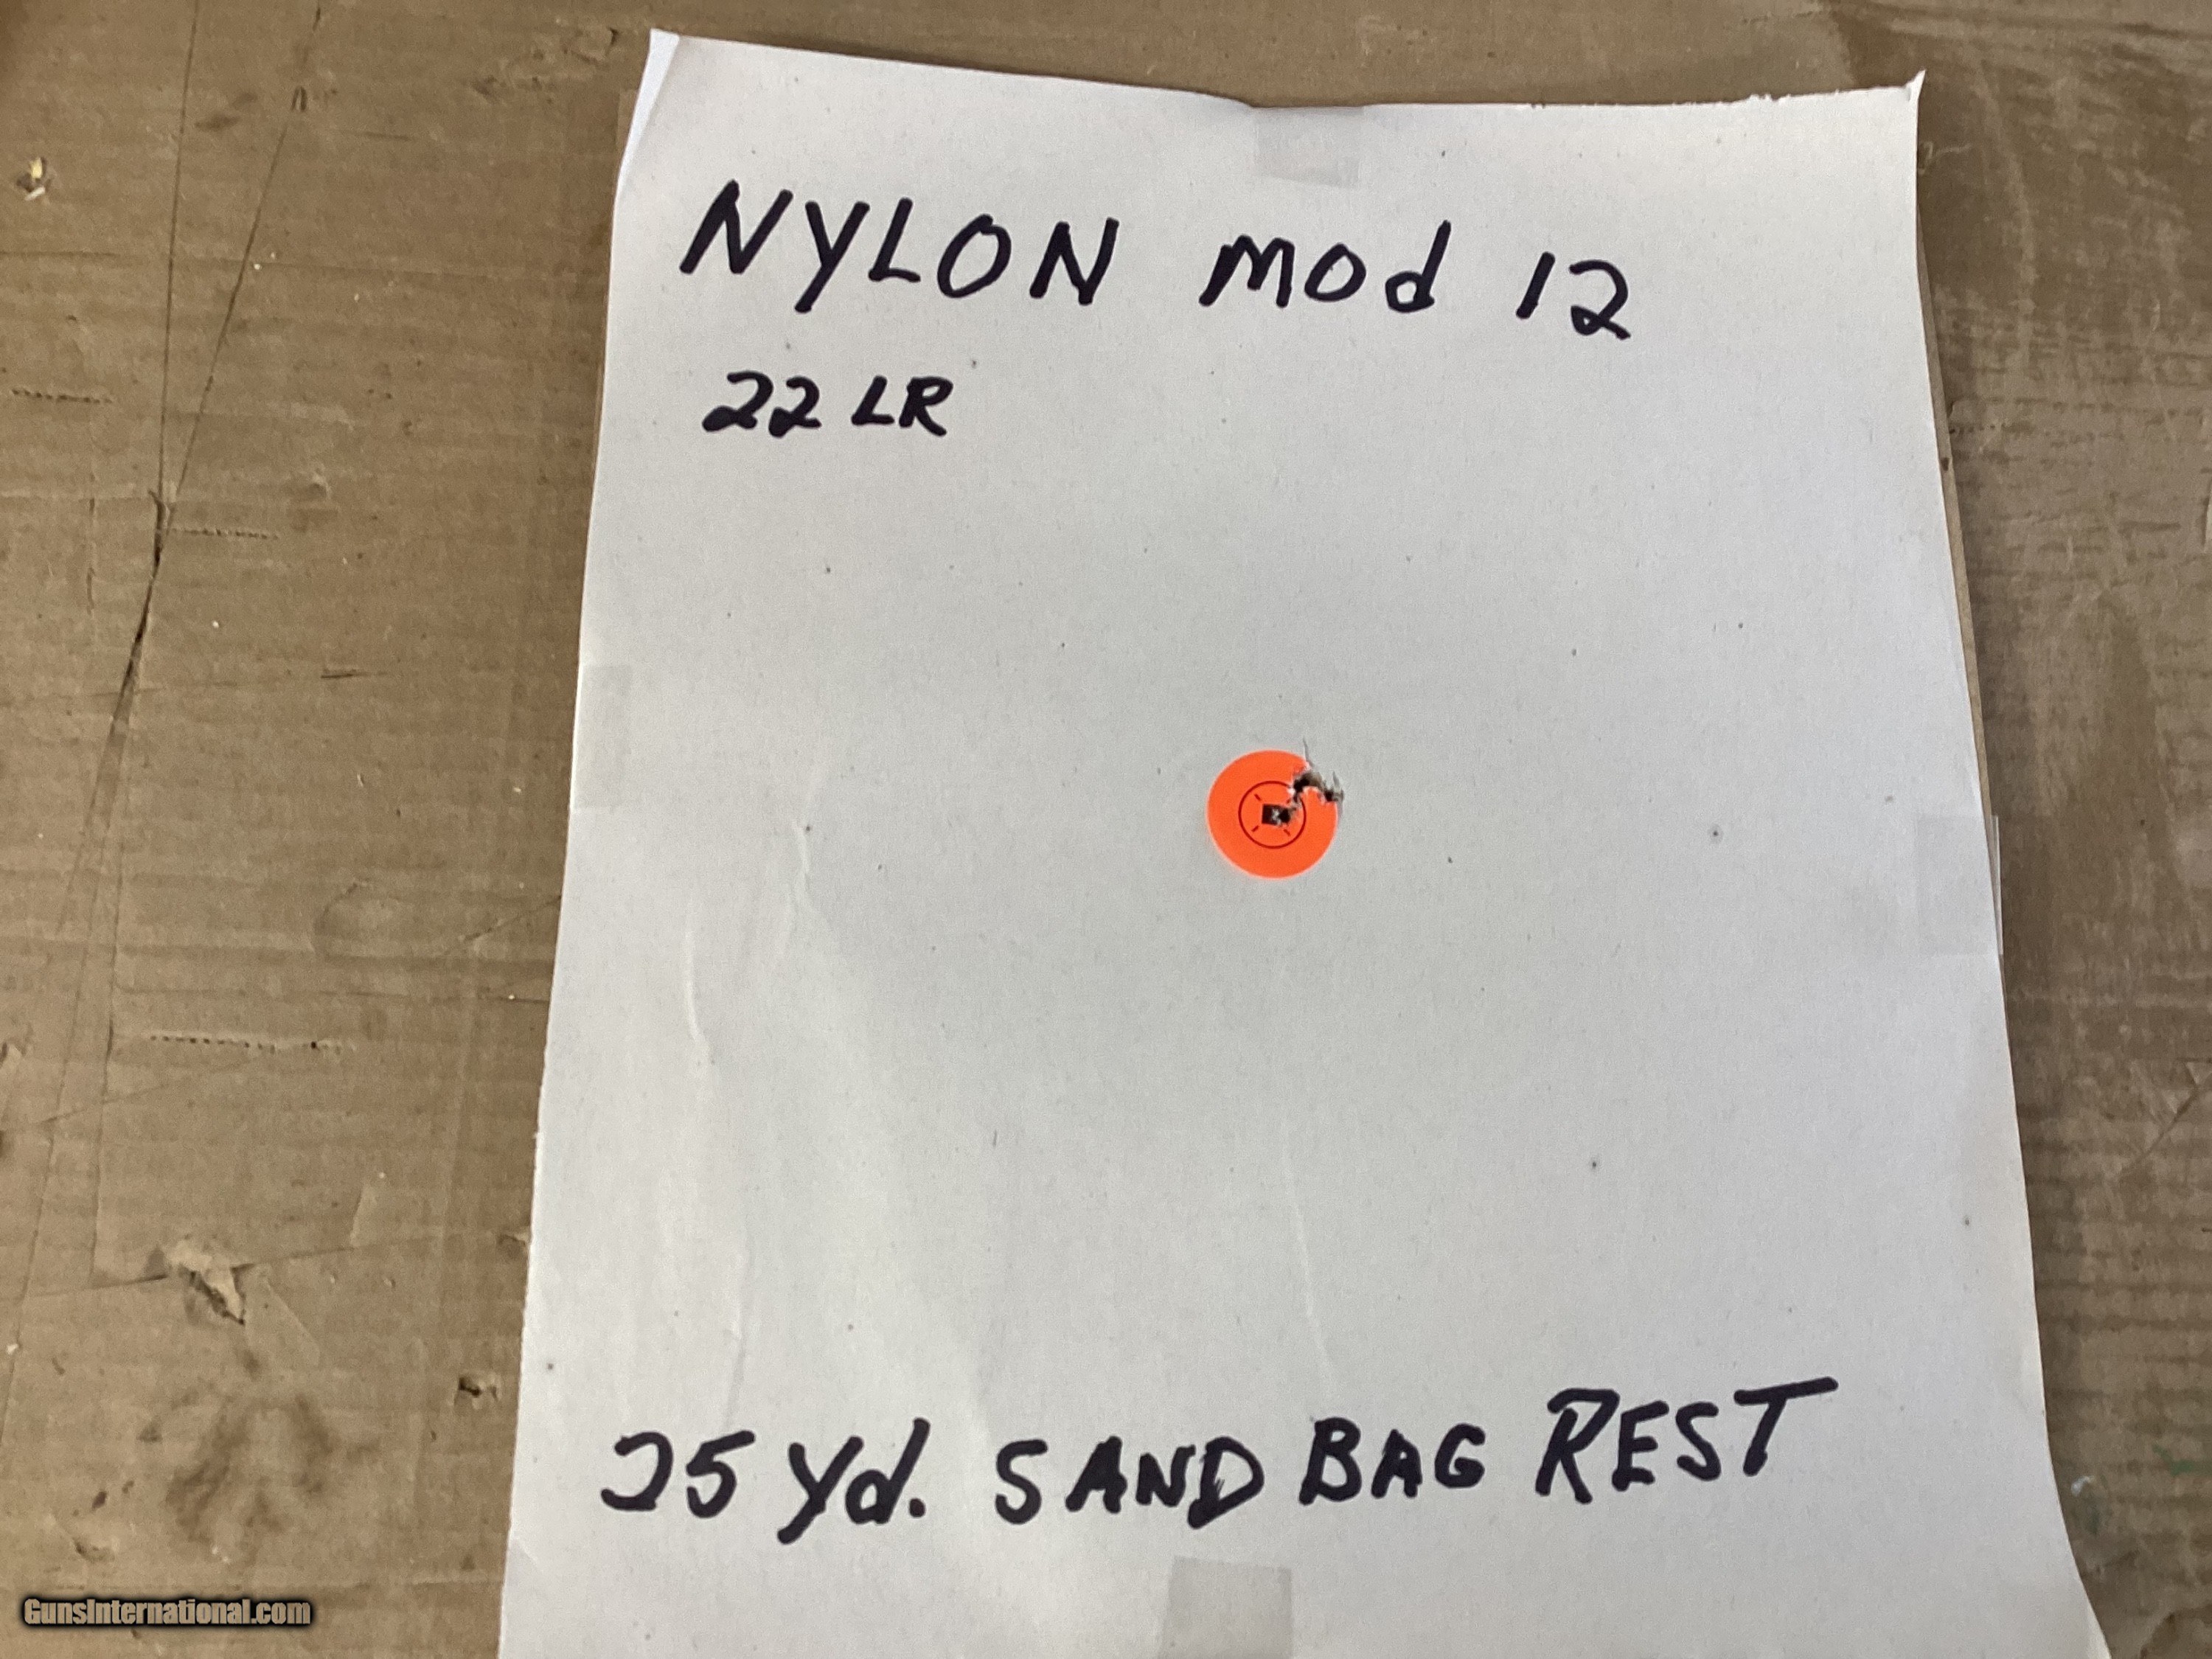 NYLON mod 12
22 LR
25 Yd. SAND BAG REST
GunsInternational.com